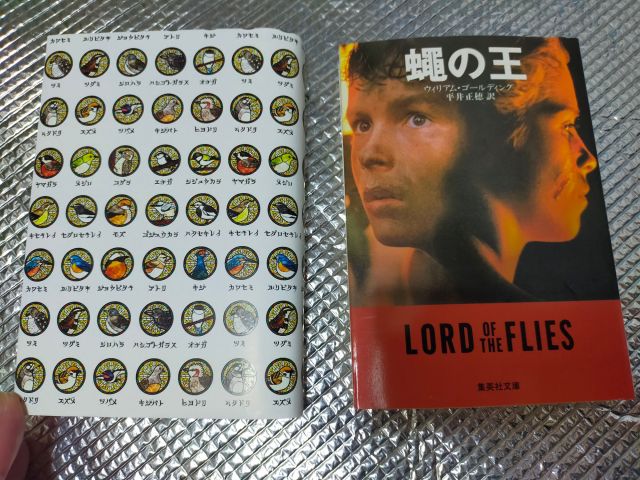 カワセミ ルリビタキ ジョウビタキ アトリ キジ カワセミ ルリビタキ
ツミ ツグミ シロハラ ハシブトガラス オナガ ツミ ツグミ
ハタドリ スズメ ツバメ キジバト ヒヨドリ ハタドリ スズメ
ヤマガラ メジロ コゲラ エナガ シジュウカラ ヤマガラ メジロ
キセキレイ セグロセキレイ モズ ゴジュウカラ ハクセキレイ キセキレイ セグロセキレイ
カワセミ ルリビタキ ジョウビタキ アトリ キジ カワセミ ルリビタキ
ツミ ツグミ シロハラ ハシブトガラス オナガ ツミ ツグミ
スズメ ツバメ キジバト ヒヨドリ スズメ
蠅の王
ウィリアム・ゴールディング
平井正穂 訳
LORD OF THE FLIES
集英社文庫